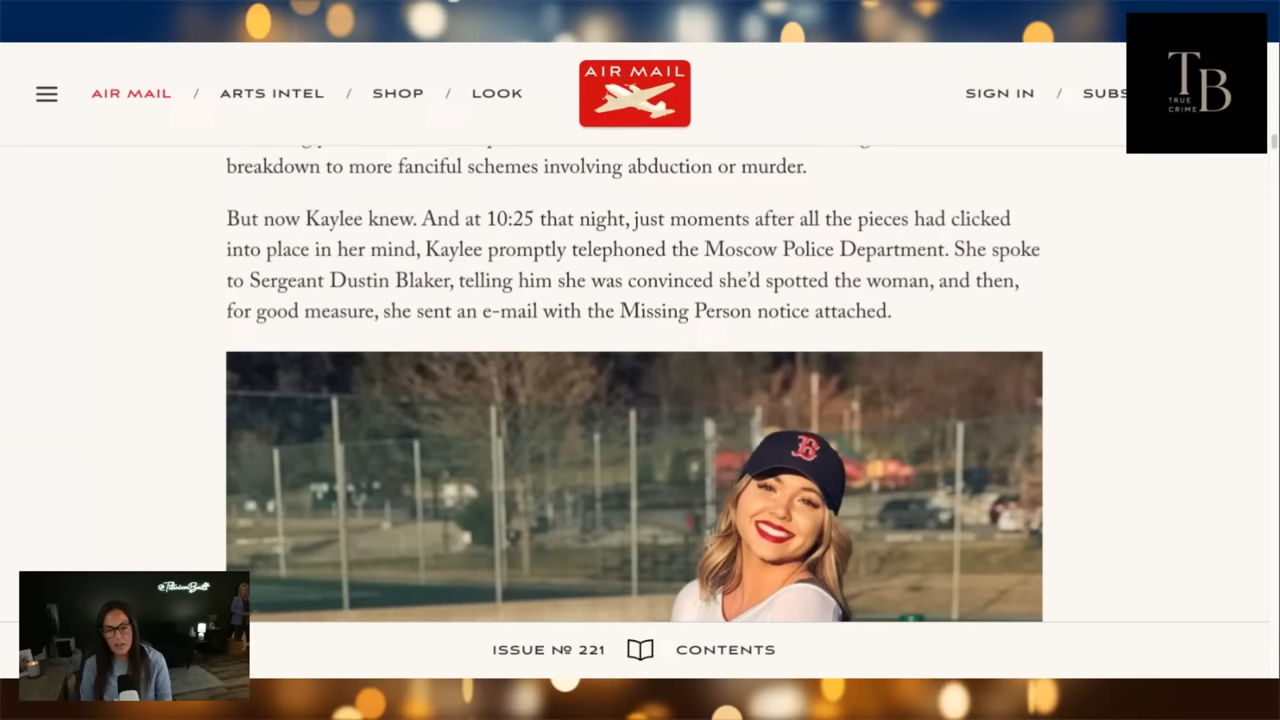 AIR MAIL / ARTS INTEL / SHOP / LOOK
AIR MAIL
SIGN IN / SUBS
TB
TRUE
CRIME
breakdown to more fanciful schemes involving abduction or murder.
But now Kaylee knew. And at 10:25 that night, just moments after all the pieces had clicked
into place in her mind, Kaylee promptly telephoned the Moscow Police Department. She spoke
to Sergeant Dustin Blaker, telling him she was convinced she’d spotted the woman, and then,
for good measure, she sent an e-mail with the Missing Person notice attached.
B
ISSUE № 221 CONTENTS